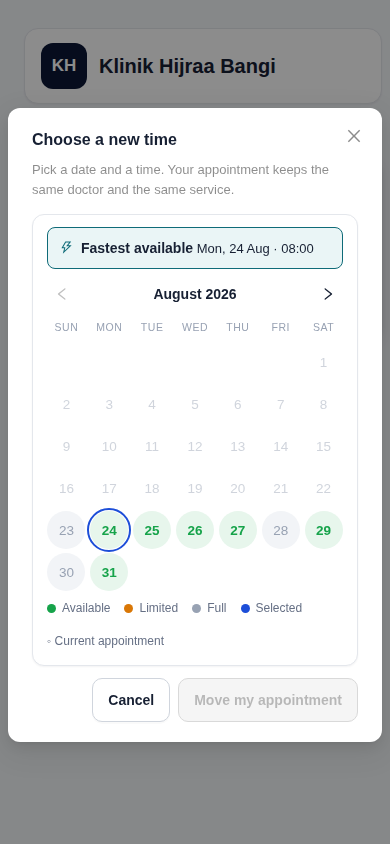 KH Klinik Hijraa Bangi
Choose a new time
Pick a date and a time. Your appointment keeps the
same doctor and the same service.
Fastest available Mon, 24 Aug · 08:00
August 2026
SUN MON TUE WED THU FRI SAT
1
2 3 4 5 6 7 8
9 10 11 12 13 14 15
16 17 18 19 20 21 22
23 24 25 26 27 28 29
30 31
Available Limited Full Selected
Current appointment
Cancel Move my appointment